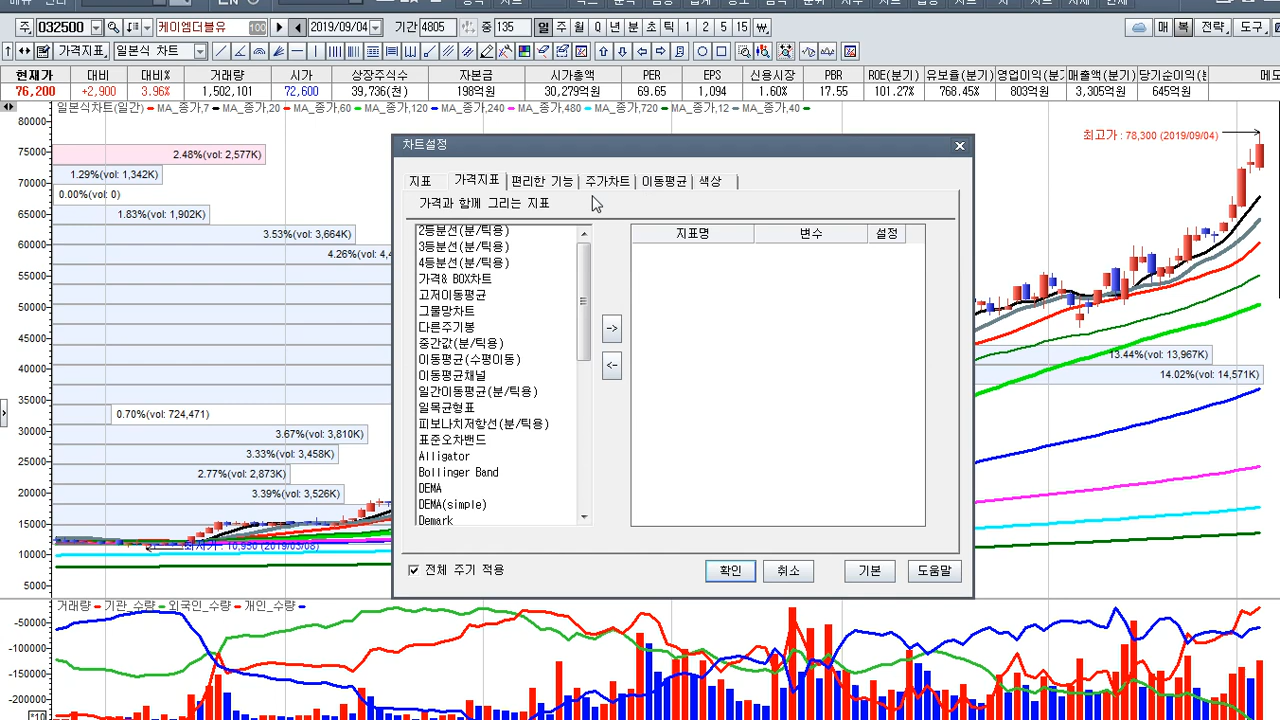 032500 케이엠더블유 100 2019/09/04 기간 4805 중 135 일 주 월 Q 년 분 초 틱 1 2 5 15 매 복 전략 도구
가격지표 일본식 차트
현재가 대비 대비% 거래량 시가 상장주식수 자본금 시가총액 PER EPS 신용시장 PBR ROE(분기) 유보율(분기)
76,200 +2,900 3.96% 1,502,101 72,600 39,736(천) 198억원 30,279억원 69.65 1,094 1.60% 17.55 101.27% 768.45% 803억원 3,305억원 645억원
일본식차트(일간) MA_종가,7 MA_종가,20 MA_종가,60 MA_종가,120 MA_종가,240 MA_종가,480 MA_종가,720 MA_종가,12 MA_종가,40
최고가 : 78,300 (2019/09/04)
80000
75000
70000
65000
60000
55000
50000
45000
40000
35000
30000
25000
20000
15000
10000
5000
2.48%(vol: 2,577K)
1.29%(vol: 1,342K)
0.00%(vol: 0)
1.83%(vol: 1,902K)
3.53%(vol: 3,664K)
0.70%(vol: 724,471)
3.67%(vol: 3,810K)
3.33%(vol: 3,458K)
2.77%(vol: 2,873K)
3.39%(vol: 3,526K)
13.44%(vol: 13,967K)
14.02%(vol: 14,571K)
차트설정
지표 가격지표 편리한 기능 주가차트 이동평균 색상
가격과 함께 그리는 지표
지표명 변수 설정
2등분선(분/틱용)
3등분선(분/틱용)
4등분선(분/틱용)
가격& BOX차트
고저이동평균
그물망차트
다른주기봉
중간값(분/틱용)
이동평균(수평이동)
이동평균채널
일간이동평균(분/틱용)
일목균형표
피보나치저항선(분/틱용)
표준오차밴드
Alligator
Bollinger Band
DEMA
DEMA(simple)
Demark
->
<-
전체 주기 적용
확인 취소 기본 도움말
거래량 기관_수량 외국인_수량 개인_수량
-50000
-100000
-150000
-200000